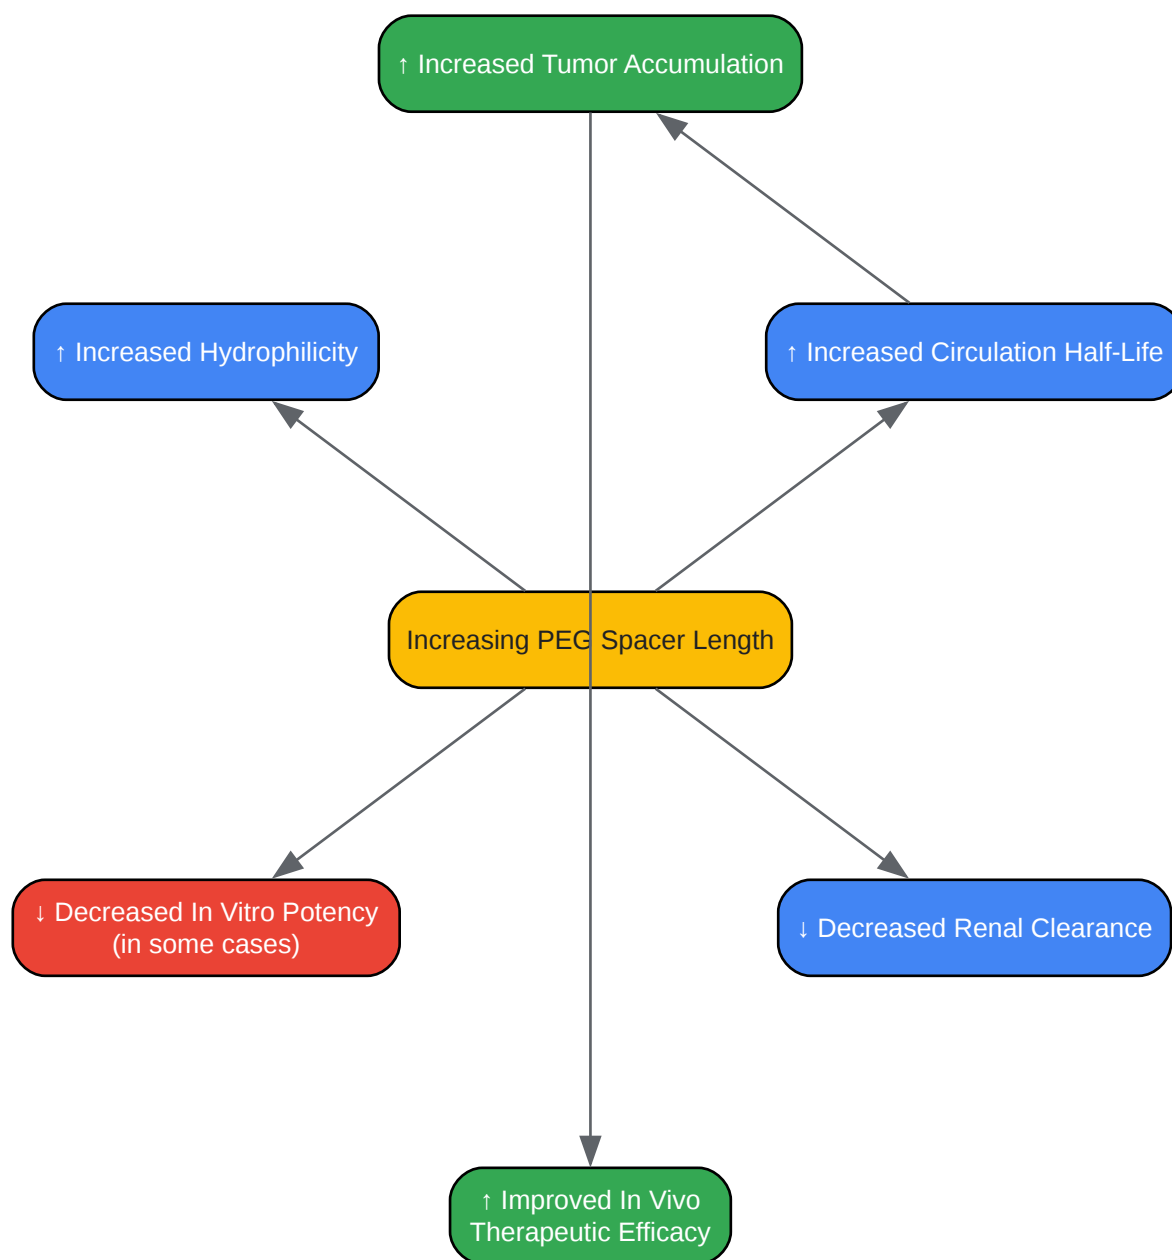 ↑ Increased Tumor Accumulation
↑ Increased Hydrophilicity
↑ Increased Circulation Half-Life
Increasing PEG Spacer Length
↓ Decreased In Vitro Potency
(in some cases)
↓ Decreased Renal Clearance
↑ Improved In Vivo
Therapeutic Efficacy